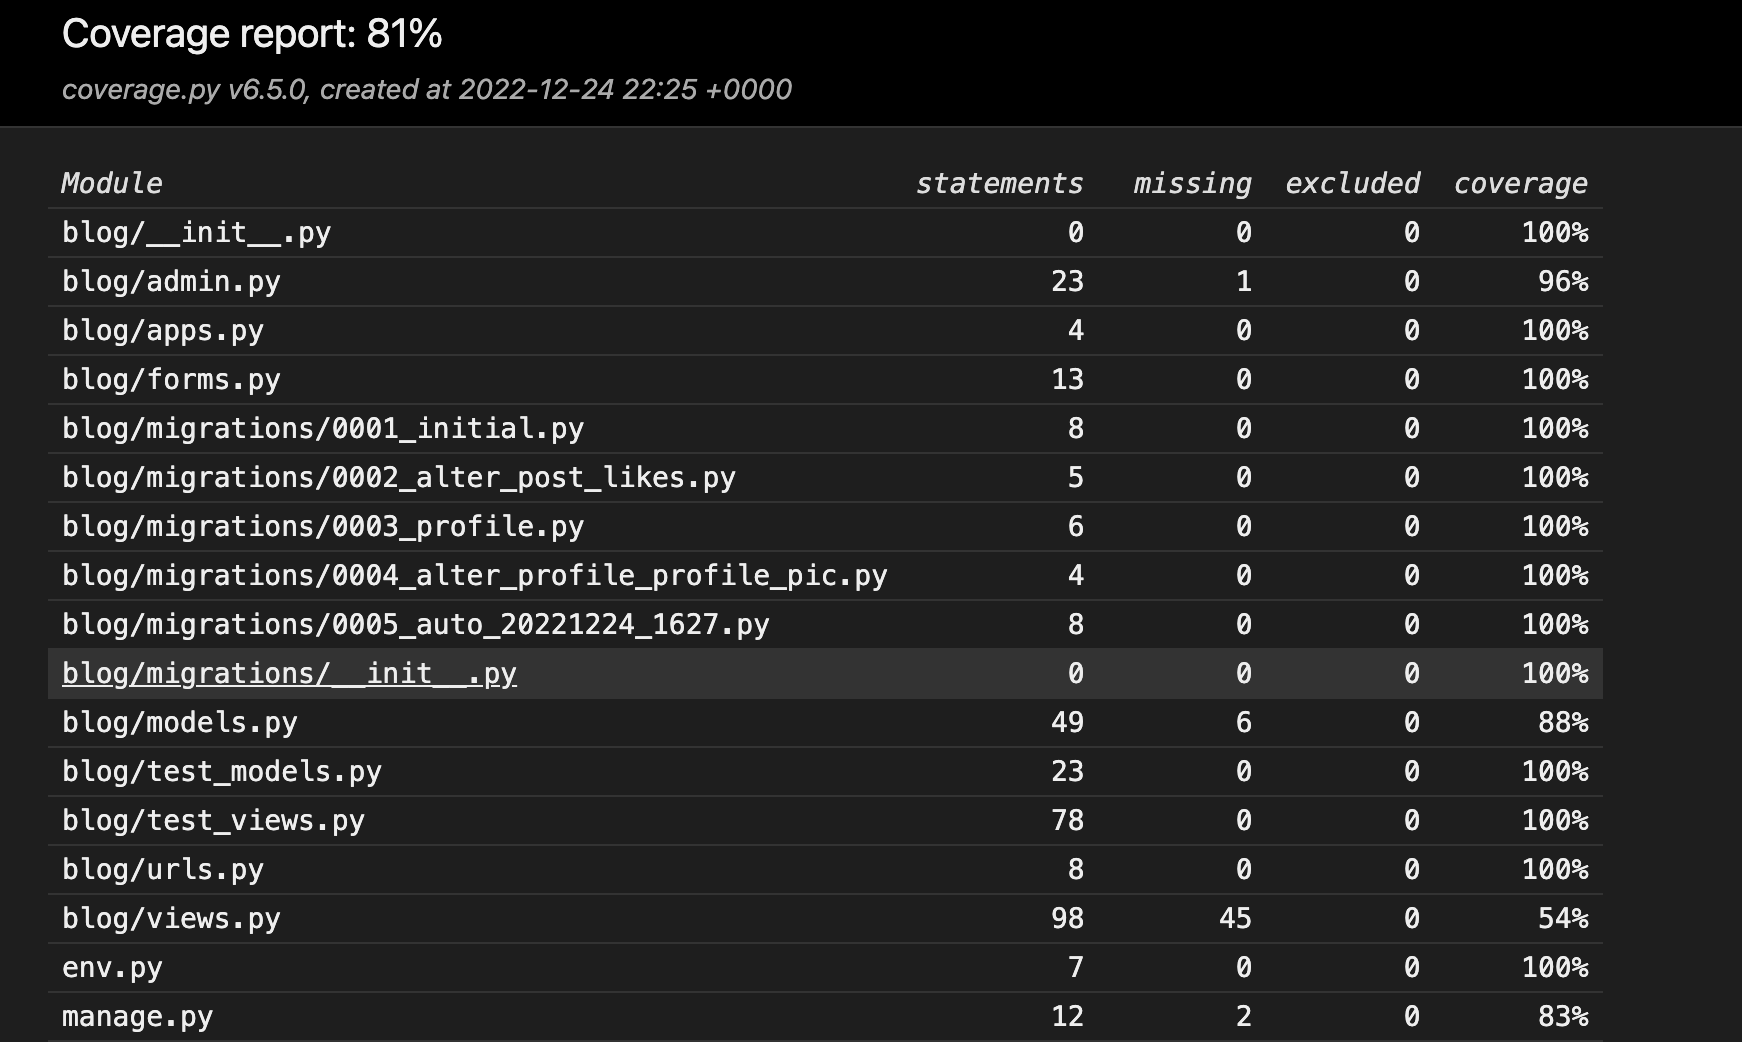 Coverage report: 81%
coverage.py v6.5.0, created at 2022-12-24 22:25 +0000
Module statements missing excluded coverage
blog/__init__.py 0 0 0 100%
blog/admin.py 23 1 0 96%
blog/apps.py 4 0 0 100%
blog/forms.py 13 0 0 100%
blog/migrations/0001_initial.py 8 0 0 100%
blog/migrations/0002_alter_post_likes.py 5 0 0 100%
blog/migrations/0003_profile.py 6 0 0 100%
blog/migrations/0004_alter_profile_profile_pic.py 4 0 0 100%
blog/migrations/0005_auto_20221224_1627.py 8 0 0 100%
blog/migrations/__init__.py 0 0 0 100%
blog/models.py 49 6 0 88%
blog/test_models.py 23 0 0 100%
blog/test_views.py 78 0 0 100%
blog/urls.py 8 0 0 100%
blog/views.py 98 45 0 54%
env.py 7 0 0 100%
manage.py 12 2 0 83%